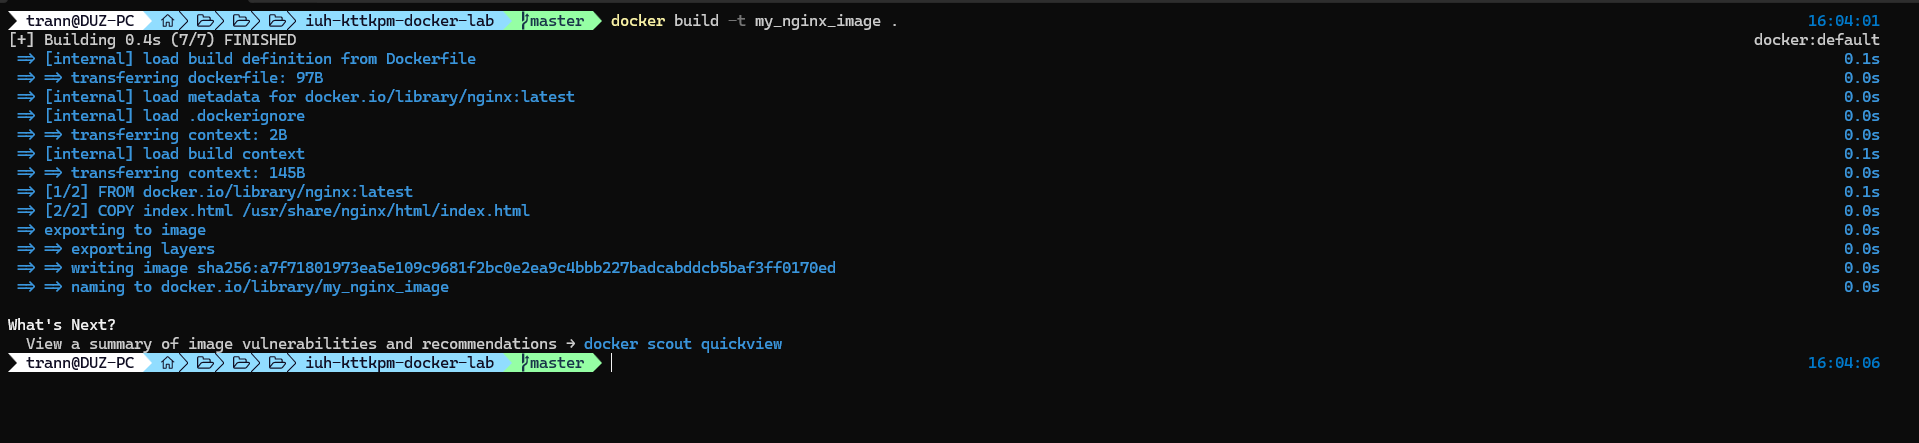 trann@DUZ-PC iuh-kttkpm-docker-lab master docker build -t my_nginx_image . 16:04:01
[+] Building 0.4s (7/7) FINISHED docker:default
=> [internal] load build definition from Dockerfile 0.1s
=> => transferring dockerfile: 97B 0.0s
=> [internal] load metadata for docker.io/library/nginx:latest 0.0s
=> [internal] load .dockerignore 0.0s
=> => transferring context: 2B 0.0s
=> [internal] load build context 0.1s
=> => transferring context: 145B 0.0s
=> [1/2] FROM docker.io/library/nginx:latest 0.1s
=> [2/2] COPY index.html /usr/share/nginx/html/index.html 0.0s
=> exporting to image 0.0s
=> => exporting layers 0.0s
=> => writing image sha256:a7f71801973ea5e109c9681f2bc0e2ea9c4bbb227badcabddcb5baf3ff0170ed 0.0s
=> => naming to docker.io/library/my_nginx_image 0.0s
What's Next?
View a summary of image vulnerabilities and recommendations → docker scout quickview
trann@DUZ-PC iuh-kttkpm-docker-lab master 16:04:06